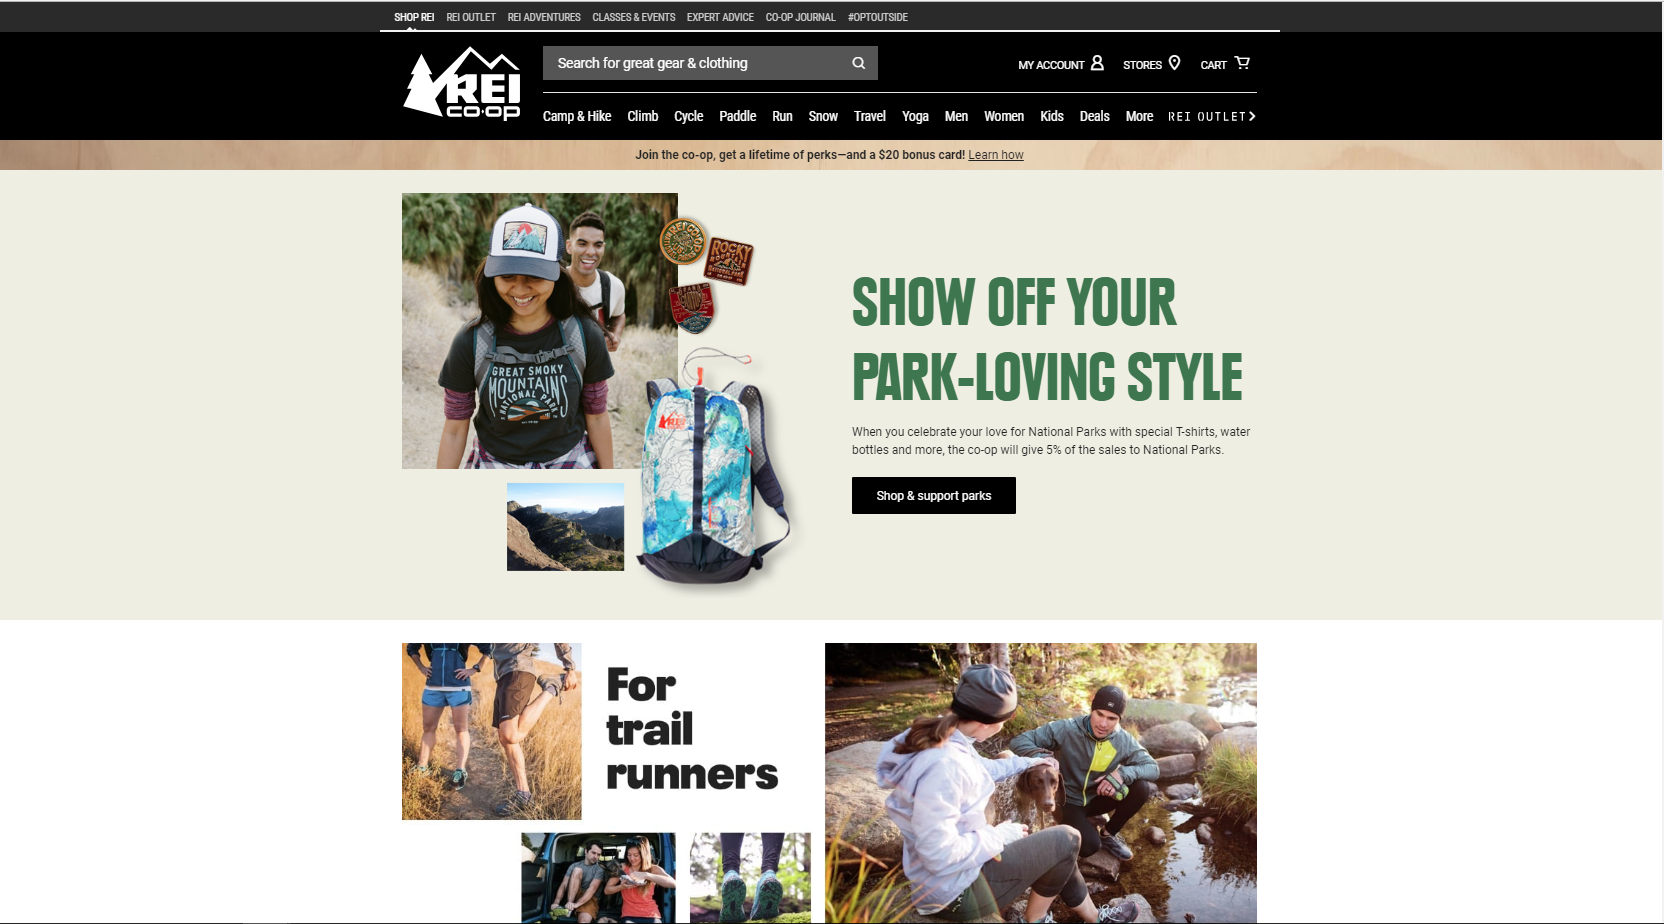 SHOP REI REI OUTLET REI ADVENTURES CLASSES & EVENTS EXPERT ADVICE CO-OP JOURNAL #OPTOUTSIDE
REI
CO·OP
Search for great gear & clothing
MY ACCOUNT STORES CART
Camp & Hike Climb Cycle Paddle Run Snow Travel Yoga Men Women Kids Deals More REI OUTLET
Join the co-op, get a lifetime of perks—and a $20 bonus card! Learn how
ROCKY
MOUNTAIN
NATIONAL PARK
GREAT SMOKY
MOUNTAINS
NATIONAL PARK
REI
SHOW OFF YOUR
PARK-LOVING STYLE
When you celebrate your love for National Parks with special T-shirts, water
bottles and more, the co-op will give 5% of the sales to National Parks.
Shop & support parks
For
trail
runners